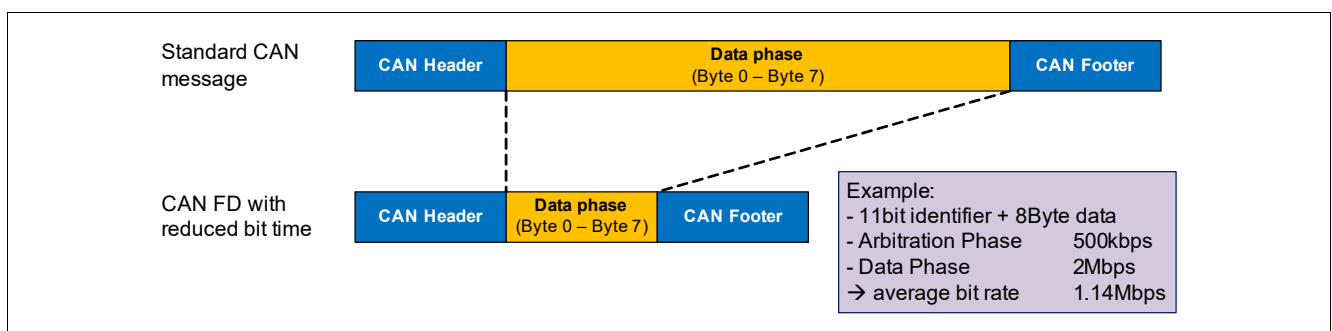 Standard CAN
message
CAN Header
Data phase
(Byte 0 – Byte 7)
CAN Footer
CAN FD with
reduced bit time
CAN Header
Data phase
(Byte 0 – Byte 7)
CAN Footer
Example:
- 11bit identifier + 8Byte data
- Arbitration Phase 500kbps
- Data Phase 2Mbps
→ average bit rate 1.14Mbps